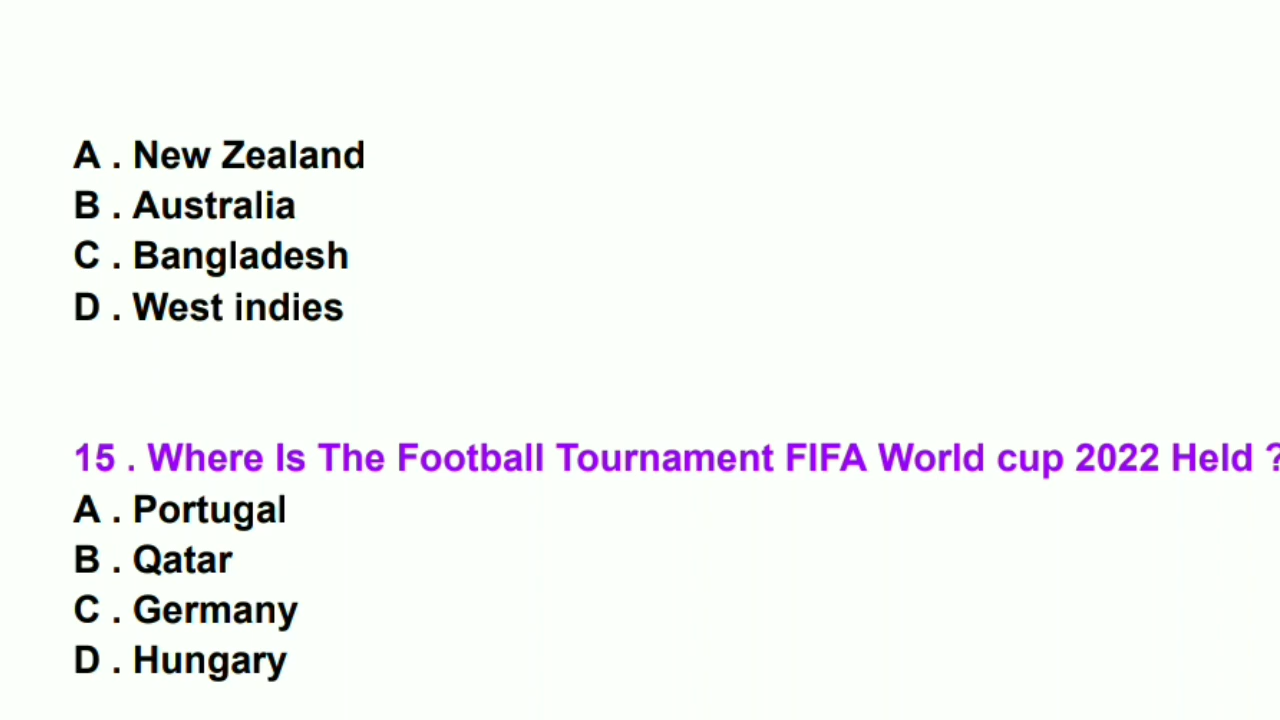 A . New Zealand
B . Australia
C . Bangladesh
D . West indies
15 . Where Is The Football Tournament FIFA World cup 2022 Held ?
A . Portugal
B . Qatar
C . Germany
D . Hungary